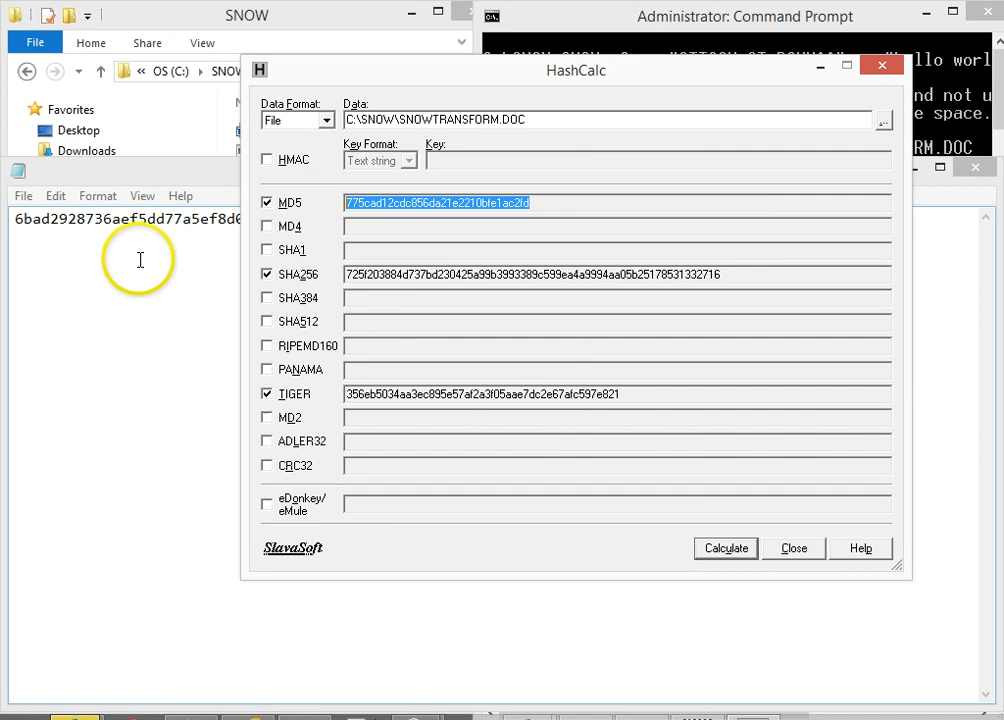 SNOW
Administrator: Command Prompt
File Home Share View
« OS (C:) › SNOW
Favorites
Desktop
Downloads
llo worl
nd not u
e space.
RM.DOC
File Edit Format View Help
6bad2928736aef5dd77a5ef8d6
H HashCalc
Data Format: Data:
File C:\SNOW\SNOWTRANSFORM.DOC ...
Key Format: Key:
HMAC Text string
MD5 775cad12cdc856da21e2210bfe1ac2fd
MD4
SHA1
SHA256 725f203884d737bd230425a99b3993389c599ea4a9994aa05b25178531332716
SHA384
SHA512
RIPEMD160
PANAMA
TIGER 356eb5034aa3ec895e57af2a3f05aae7dc2e67afc597e821
MD2
ADLER32
CRC32
eDonkey/
eMule
SlavaSoft Calculate Close Help